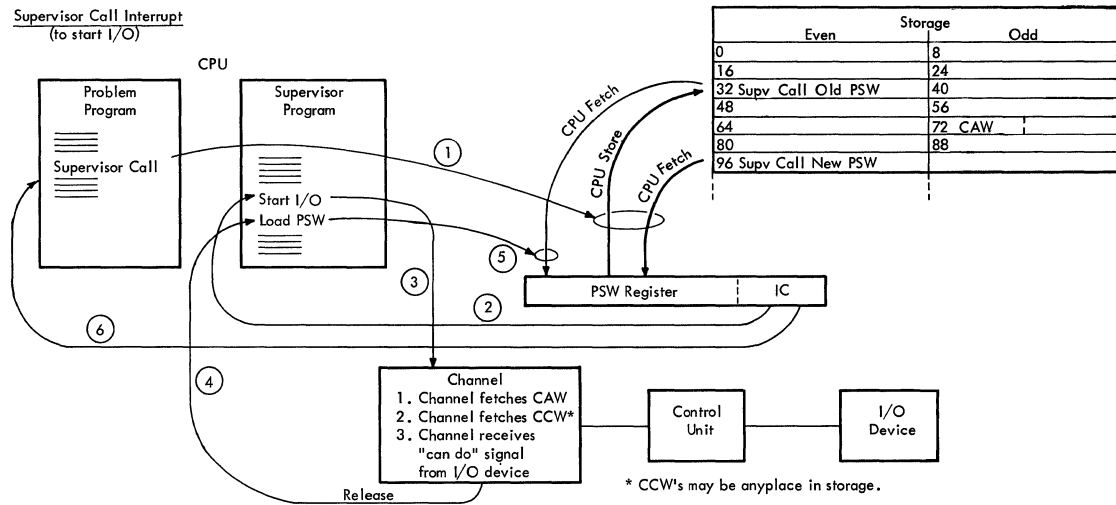 Supervisor Call Interrupt
(to start I/O)
CPU
Problem
Program
Supervisor Call
Supervisor
Program
Start I/O
Load PSW
1
CPU Fetch
CPU Store
CPU Fetch
Storage
Even Odd
0 8
16 24
32 Supv Call Old PSW 40
48 56
64 72 CAW
80 88
96 Supv Call New PSW
5
3
PSW Register IC
2
6
4
Channel
1. Channel fetches CAW
2. Channel fetches CCW*
3. Channel receives
"can do" signal
from I/O device
Release
Control
Unit
I/O
Device
* CCW's may be anyplace in storage.